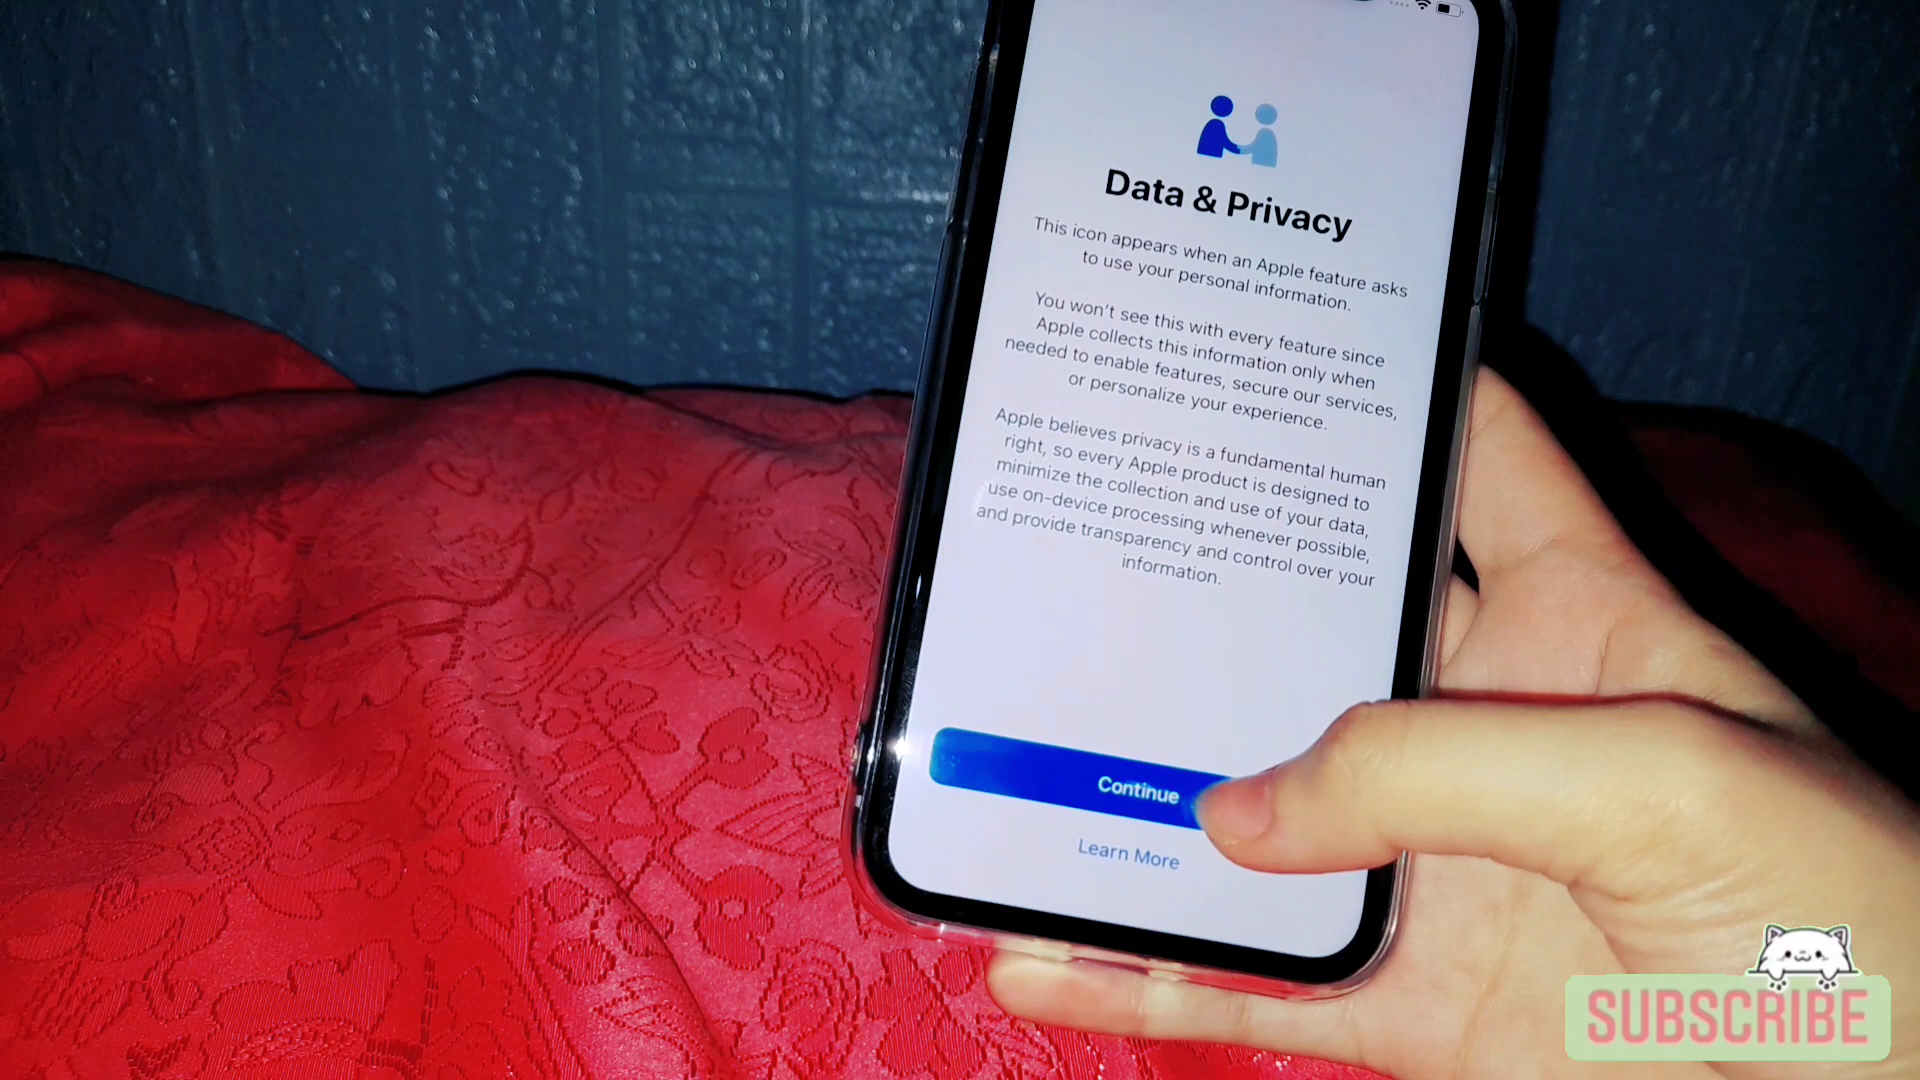 Data & Privacy
This icon appears when an Apple feature asks
to use your personal information.
You won't see this with every feature since
Apple collects this information only when
needed to enable features, secure our services,
or personalize your experience.
Apple believes privacy is a fundamental human
right, so every Apple product is designed to
minimize the collection and use of your data,
use on-device processing whenever possible,
and provide transparency and control over your
information.
Continue
Learn More
SUBSCRIBE